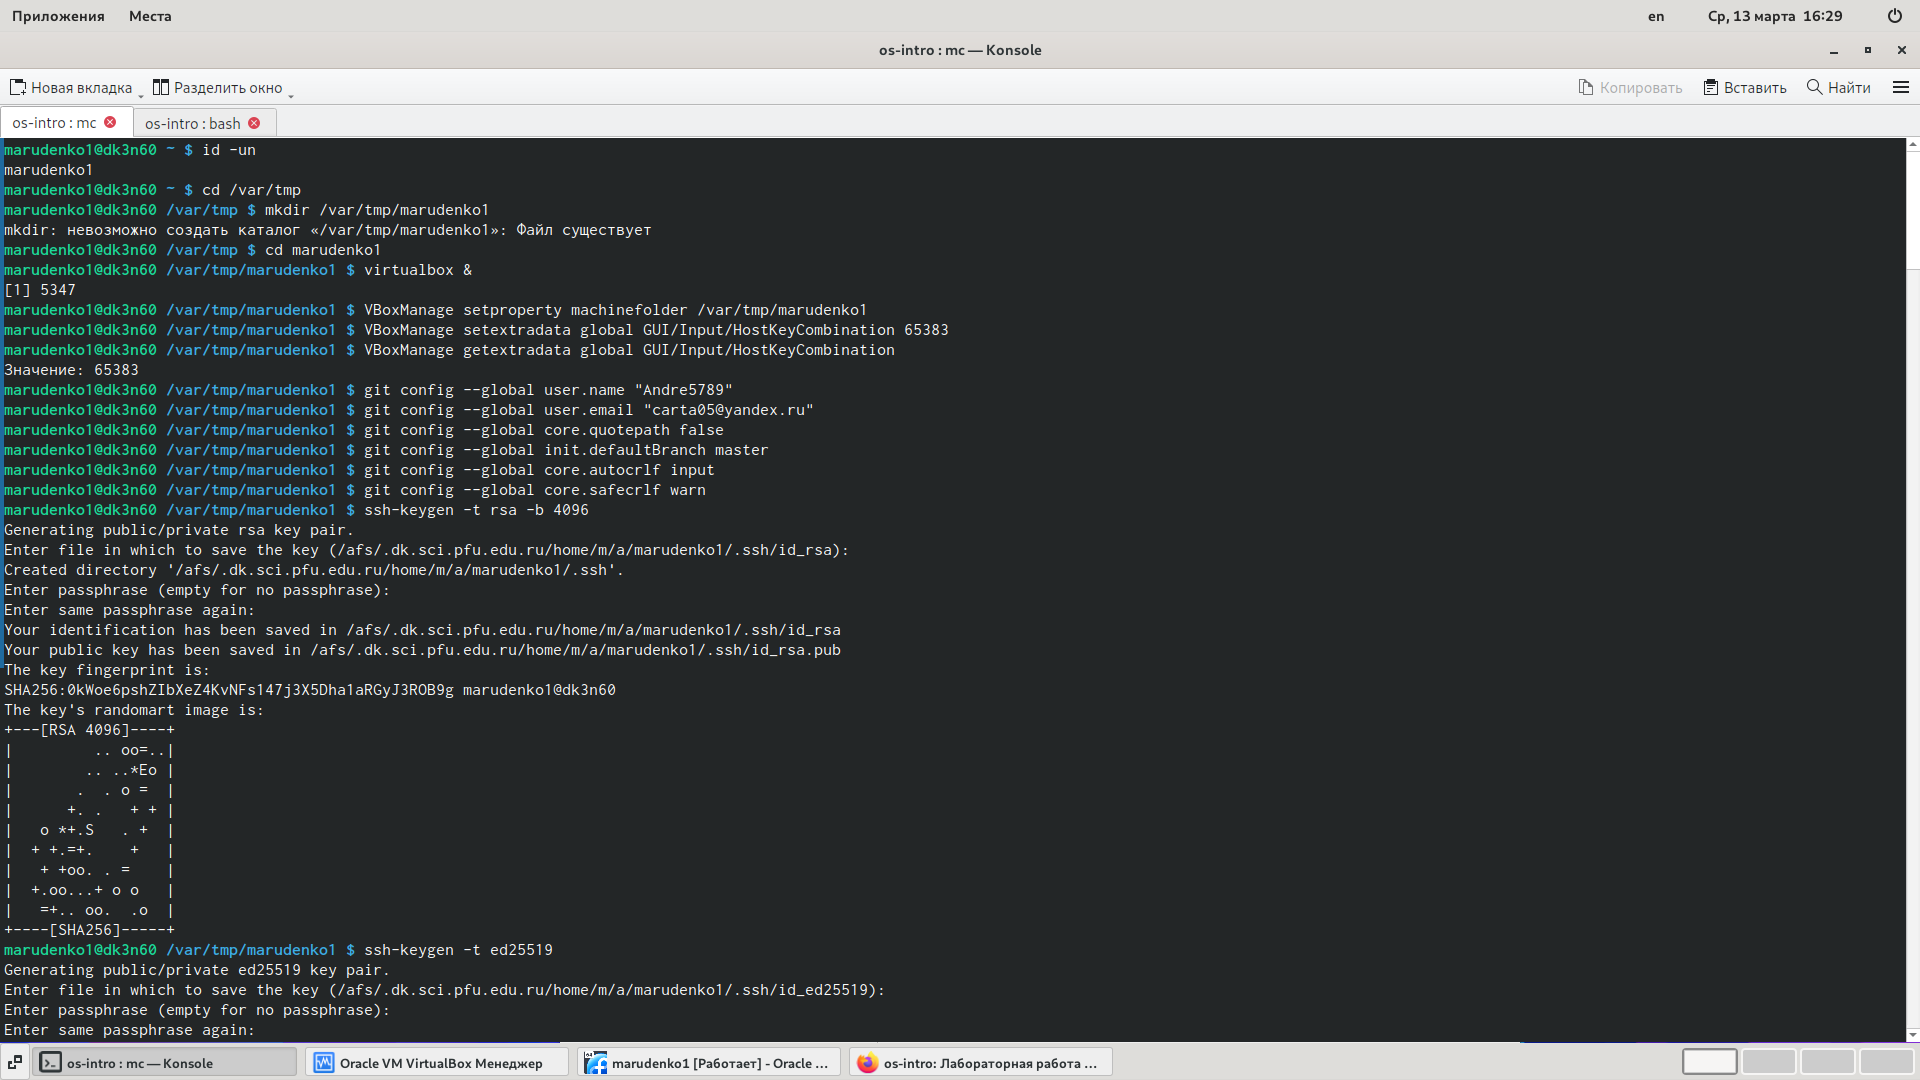 Приложения Места en Ср, 13 марта 16:29
os-intro : mc — Konsole
Новая вкладка Разделить окно Копировать Вставить Найти
os-intro : mc os-intro : bash
marudenko1@dk3n60 ~ $ id -un
marudenko1
marudenko1@dk3n60 ~ $ cd /var/tmp
marudenko1@dk3n60 /var/tmp $ mkdir /var/tmp/marudenko1
mkdir: невозможно создать каталог «/var/tmp/marudenko1»: Файл существует
marudenko1@dk3n60 /var/tmp $ cd marudenko1
marudenko1@dk3n60 /var/tmp/marudenko1 $ virtualbox &
[1] 5347
marudenko1@dk3n60 /var/tmp/marudenko1 $ VBoxManage setproperty machinefolder /var/tmp/marudenko1
marudenko1@dk3n60 /var/tmp/marudenko1 $ VBoxManage setextradata global GUI/Input/HostKeyCombination 65383
marudenko1@dk3n60 /var/tmp/marudenko1 $ VBoxManage getextradata global GUI/Input/HostKeyCombination
Значение: 65383
marudenko1@dk3n60 /var/tmp/marudenko1 $ git config --global user.name "Andre5789"
marudenko1@dk3n60 /var/tmp/marudenko1 $ git config --global user.email "carta05@yandex.ru"
marudenko1@dk3n60 /var/tmp/marudenko1 $ git config --global core.quotepath false
marudenko1@dk3n60 /var/tmp/marudenko1 $ git config --global init.defaultBranch master
marudenko1@dk3n60 /var/tmp/marudenko1 $ git config --global core.autocrlf input
marudenko1@dk3n60 /var/tmp/marudenko1 $ git config --global core.safecrlf warn
marudenko1@dk3n60 /var/tmp/marudenko1 $ ssh-keygen -t rsa -b 4096
Generating public/private rsa key pair.
Enter file in which to save the key (/afs/.dk.sci.pfu.edu.ru/home/m/a/marudenko1/.ssh/id_rsa):
Created directory '/afs/.dk.sci.pfu.edu.ru/home/m/a/marudenko1/.ssh'.
Enter passphrase (empty for no passphrase):
Enter same passphrase again:
Your identification has been saved in /afs/.dk.sci.pfu.edu.ru/home/m/a/marudenko1/.ssh/id_rsa
Your public key has been saved in /afs/.dk.sci.pfu.edu.ru/home/m/a/marudenko1/.ssh/id_rsa.pub
The key fingerprint is:
SHA256:0kWoe6pshZIbXeZ4KvNFs147j3X5Dha1aRGyJ3ROB9g marudenko1@dk3n60
The key's randomart image is:
+---[RSA 4096]----+
|         .. oo=..|
|        .. ..*Eo |
|       .  . o =  |
|      +. .   + + |
|   o *+.S   . +  |
|  + +.=+.    +   |
|   + +oo. . =    |
|  +.oo...+ o o   |
|   =+.. oo.  .o  |
+----[SHA256]-----+
marudenko1@dk3n60 /var/tmp/marudenko1 $ ssh-keygen -t ed25519
Generating public/private ed25519 key pair.
Enter file in which to save the key (/afs/.dk.sci.pfu.edu.ru/home/m/a/marudenko1/.ssh/id_ed25519):
Enter passphrase (empty for no passphrase):
Enter same passphrase again:
os-intro : mc — Konsole Oracle VM VirtualBox Менеджер marudenko1 [Работает] - Oracle ... os-intro: Лабораторная работа ...